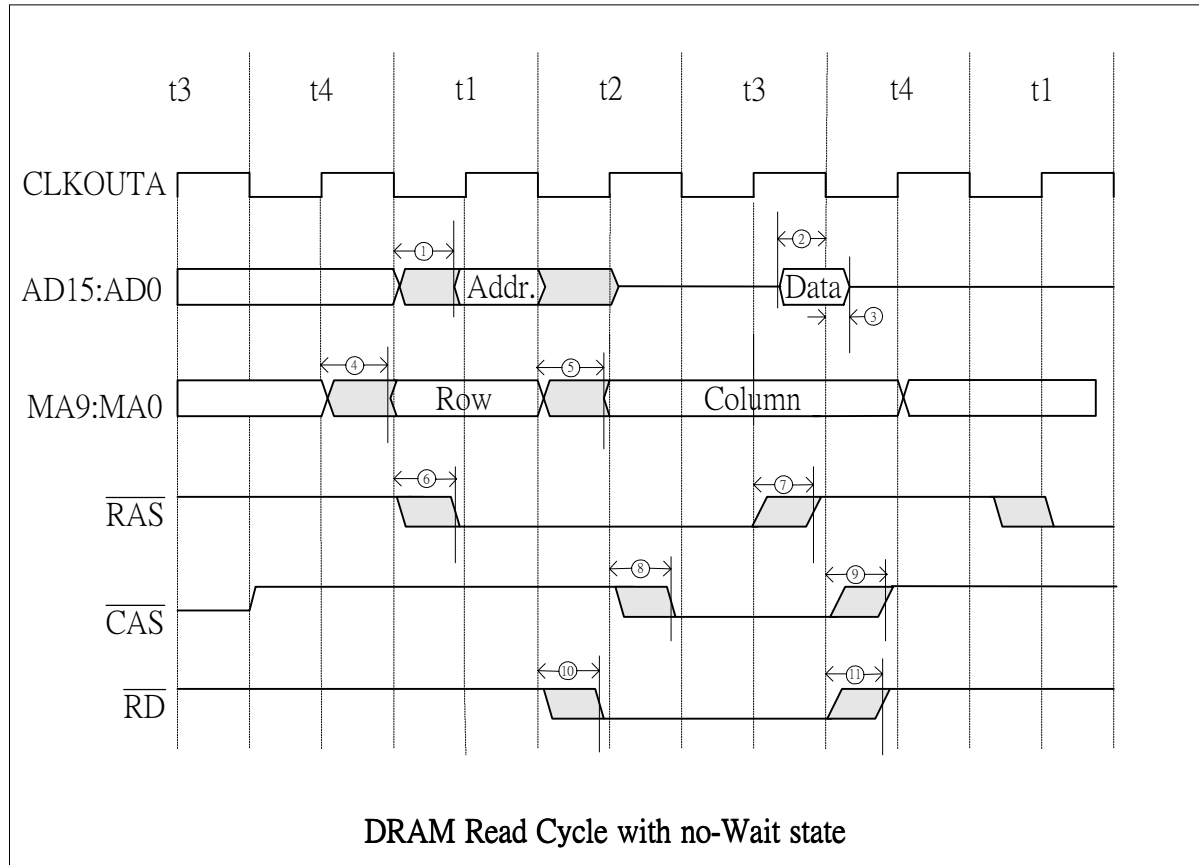 t3 t4 t1 t2 t3 t4 t1
CLKOUTA
① ②
AD15:AD0 Addr. Data
③
④ ⑤
MA9:MA0 Row Column
⑥ ⑦
RAS
⑧ ⑨
CAS
⑩ ⑪
RD
DRAM Read Cycle with no-Wait state